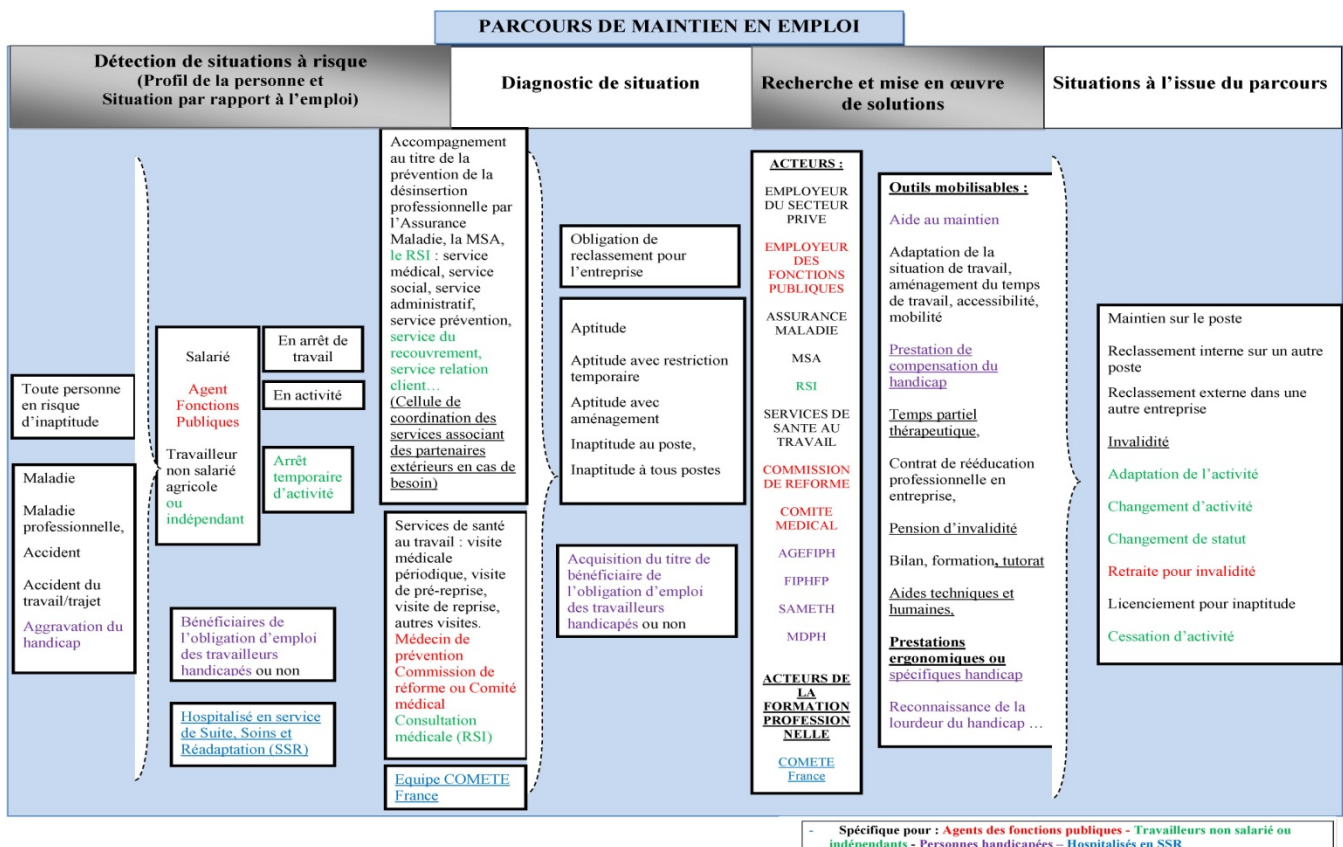 PARCOURS DE MAINTIEN EN EMPLOI
Détection de situations à risque
(Profil de la personne et
Situation par rapport à l'emploi)
Diagnostic de situation
Recherche et mise en œuvre
de solutions
Situations à l'issue du parcours
Toute personne
en risque
d'inaptitude
Maladie
Maladie
professionnelle,
Accident
Accident du
travail/trajet
Aggravation du
handicap
Salarié
Agent
Fonctions
Publiques
Travailleur
non salarié
agricole
ou
indépendant
En arrêt de
travail
En activité
Arrêt
temporaire
d'activité
Bénéficiaires de
l'obligation d'emploi
des travailleurs
handicapés ou non
Hospitalisé en service
de Suite, Soins et
Réadaptation (SSR)
Accompagnement
au titre de la
prévention de la
désinsertion
professionnelle par
l'Assurance
Maladie, la MSA,
le RSI : service
médical, service
social, service
administratif,
service prévention,
service du
recouvrement,
service relation
client…
(Cellule de
coordination des
services associant
des partenaires
extérieurs en cas de
besoin)
Services de santé
au travail : visite
médicale
périodique, visite
de pré-reprise,
visite de reprise,
autres visites.
Médecin de
prévention
Commission de
réforme ou Comité
médical
Consultation
médicale (RSI)
Equipe COMETE
France
Obligation de
reclassement pour
l'entreprise
Aptitude
Aptitude avec restriction
temporaire
Aptitude avec
aménagement
Inaptitude au poste,
Inaptitude à tous postes
Acquisition du titre de
bénéficiaire de
l'obligation d'emploi
des travailleurs
handicapés ou non
ACTEURS :
EMPLOYEUR
DU SECTEUR
PRIVE
EMPLOYEUR
DES
FONCTIONS
PUBLIQUES
ASSURANCE
MALADIE
MSA
RSI
SERVICES DE
SANTE AU
TRAVAIL
COMMISSION
DE REFORME
COMITE
MEDICAL
AGEFIPH
FIPHFP
SAMETH
MDPH
ACTEURS DE
LA
FORMATION
PROFESSION
NELLE
COMETE
France
Outils mobilisables :
Aide au maintien
Adaptation de la
situation de travail,
aménagement du temps
de travail, accessibilité,
mobilité
Prestation de
compensation du
handicap
Temps partiel
thérapeutique,
Contrat de rééducation
professionnelle en
entreprise,
Pension d'invalidité
Bilan, formation, tutorat
Aides techniques et
humaines,
Prestations
ergonomiques ou
spécifiques handicap
Reconnaissance de la
lourdeur du handicap …
Maintien sur le poste
Reclassement interne sur un autre
poste
Reclassement externe dans une
autre entreprise
Invalidité
Adaptation de l'activité
Changement d'activité
Changement de statut
Retraite pour invalidité
Licenciement pour inaptitude
Cessation d'activité
- Spécifique pour : Agents des fonctions publiques - Travailleurs non salarié ou
indépendants - Personnes handicapées – Hospitalisés en SSR